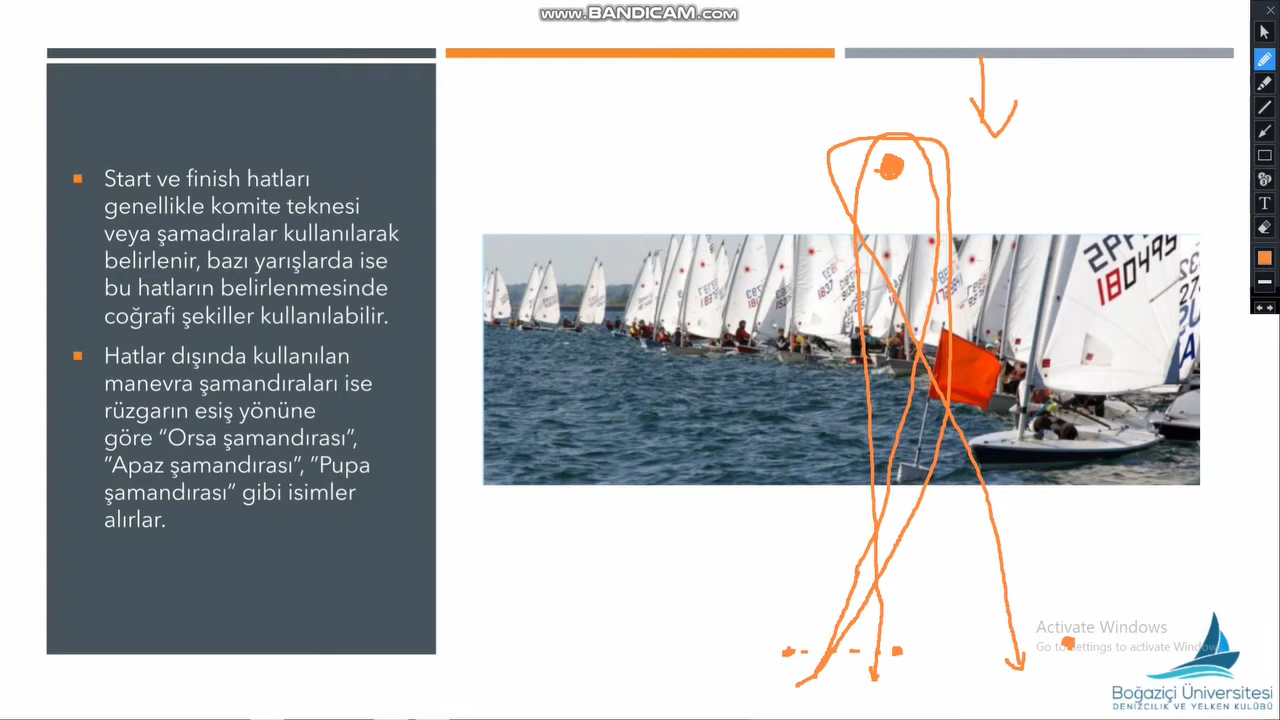 www.BANDICAM.com
Start ve finish hatları
genellikle komite teknesi
veya şamadıralar kullanılarak
belirlenir, bazı yarışlarda ise
bu hatların belirlenmesinde
coğrafi şekiller kullanılabilir.
Hatlar dışında kullanılan
manevra şamandıraları ise
rüzgarın esiş yönüne
göre “Orsa şamandırası”,
”Apaz şamandırası”, ”Pupa
şamandırası” gibi isimler
alırlar.
180495
Activate Windows
Go to Settings to activate Windows.
Boğaziçi Üniversitesi
DENİZCİLİK VE YELKEN KULÜBÜ